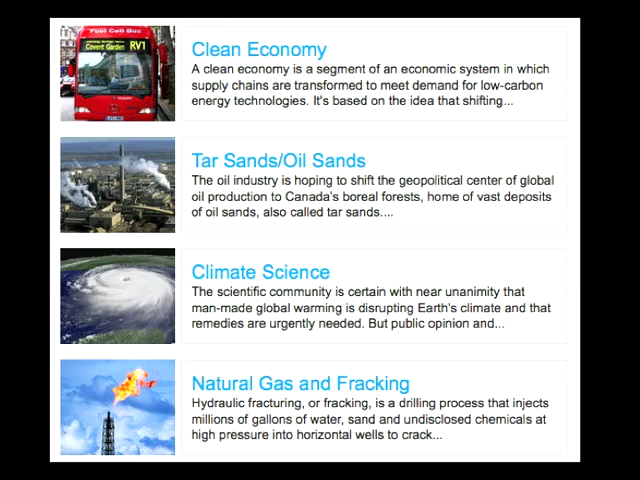 Fuel Cell Bus
Covent Garden RV1
Clean Economy
A clean economy is a segment of an economic system in which
supply chains are transformed to meet demand for low-carbon
energy technologies. It's based on the idea that shifting...
Tar Sands/Oil Sands
The oil industry is hoping to shift the geopolitical center of global
oil production to Canada's boreal forests, home of vast deposits
of oil sands, also called tar sands....
Climate Science
The scientific community is certain with near unanimity that
man-made global warming is disrupting Earth's climate and that
remedies are urgently needed. But public opinion and...
Natural Gas and Fracking
Hydraulic fracturing, or fracking, is a drilling process that injects
millions of gallons of water, sand and undisclosed chemicals at
high pressure into horizontal wells to crack...